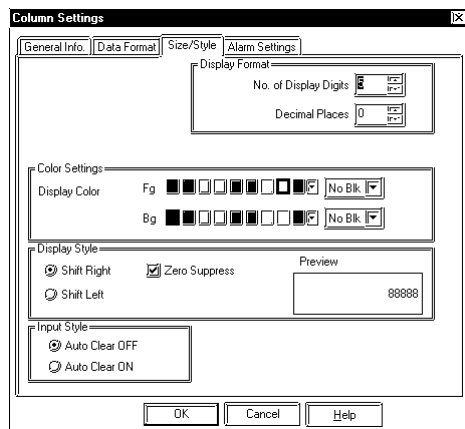 Column Settings
General Info. Data Format Size/Style Alarm Settings
Display Format
No. of Display Digits
Decimal Places 0
Color Settings
Display Color Fg No Blk
Bg No Blk
Display Style
Shift Right Zero Suppress Preview
Shift Left 88888
Input Style
Auto Clear OFF
Auto Clear ON
OK Cancel Help